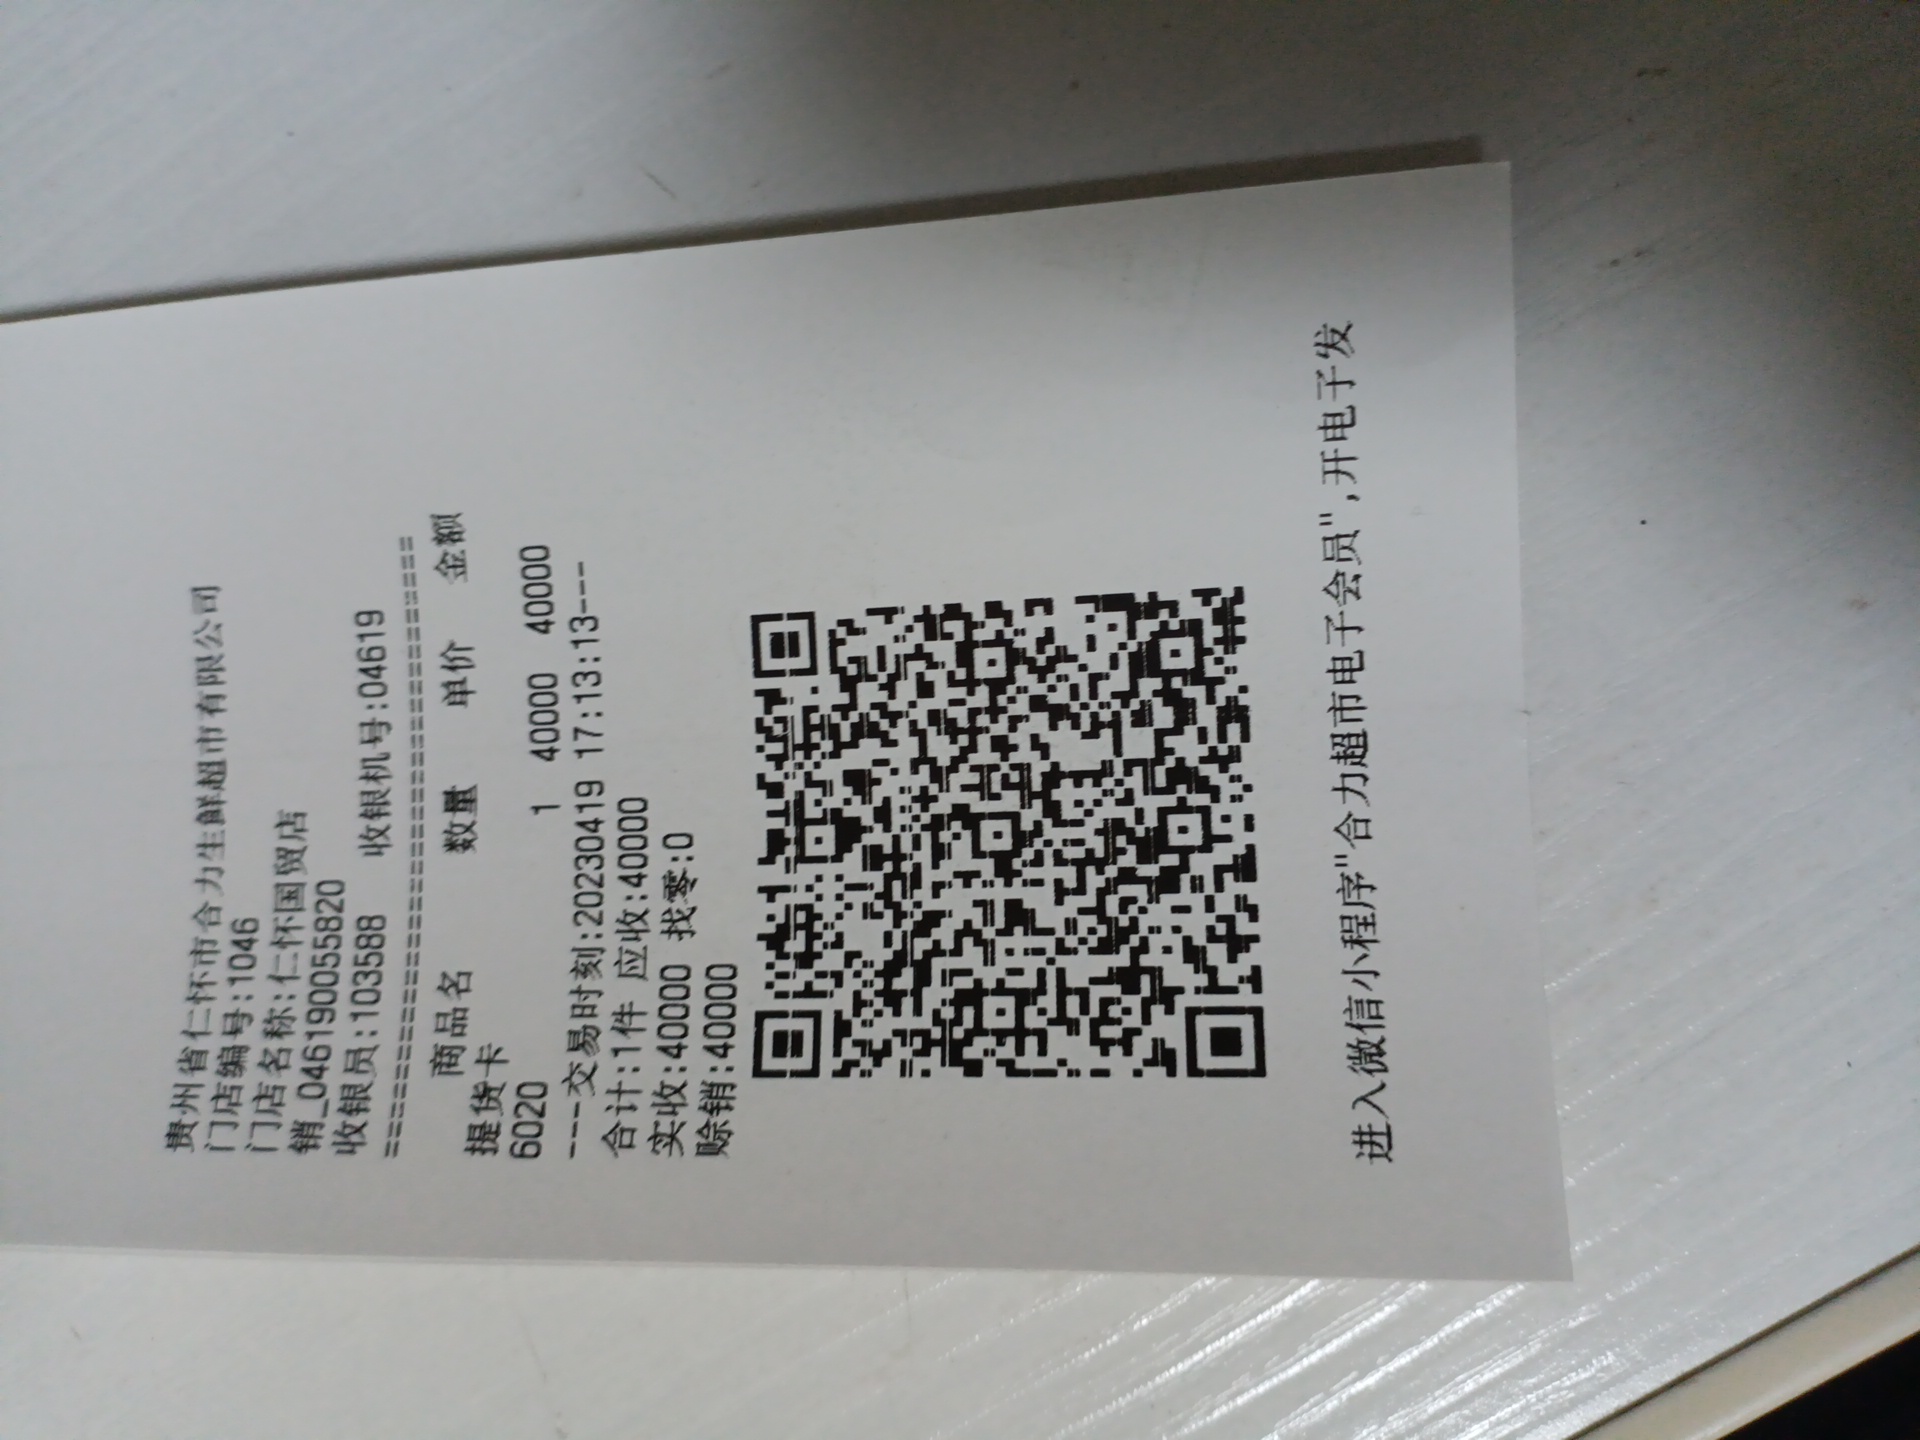 贵州省仁怀市合力生鲜超市有限公司
门店编号:1046
门店名称:仁怀国贸店
销_0461900055820
收银员:103588 收银机号:04619
==================================
商品名 数量 单价 金额
提货卡
6020 1 40000 40000
---交易时刻:20230419 17:13:13---
合计:1件 应收:40000
实收:40000 找零:0
赊销:40000
进入微信小程序"合力超市电子会员",开电子发